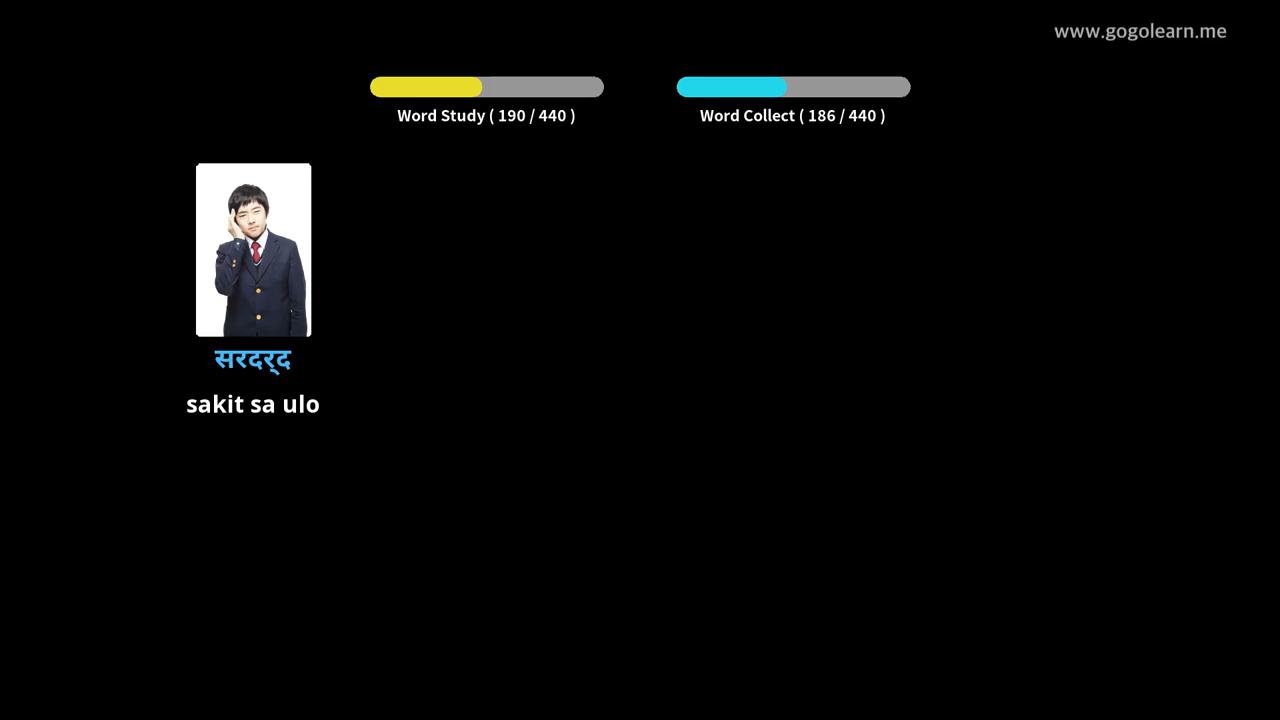 www.gogolearn.me
Word Study ( 190 / 440 )
Word Collect ( 186 / 440 )
सरदर्द
sakit sa ulo